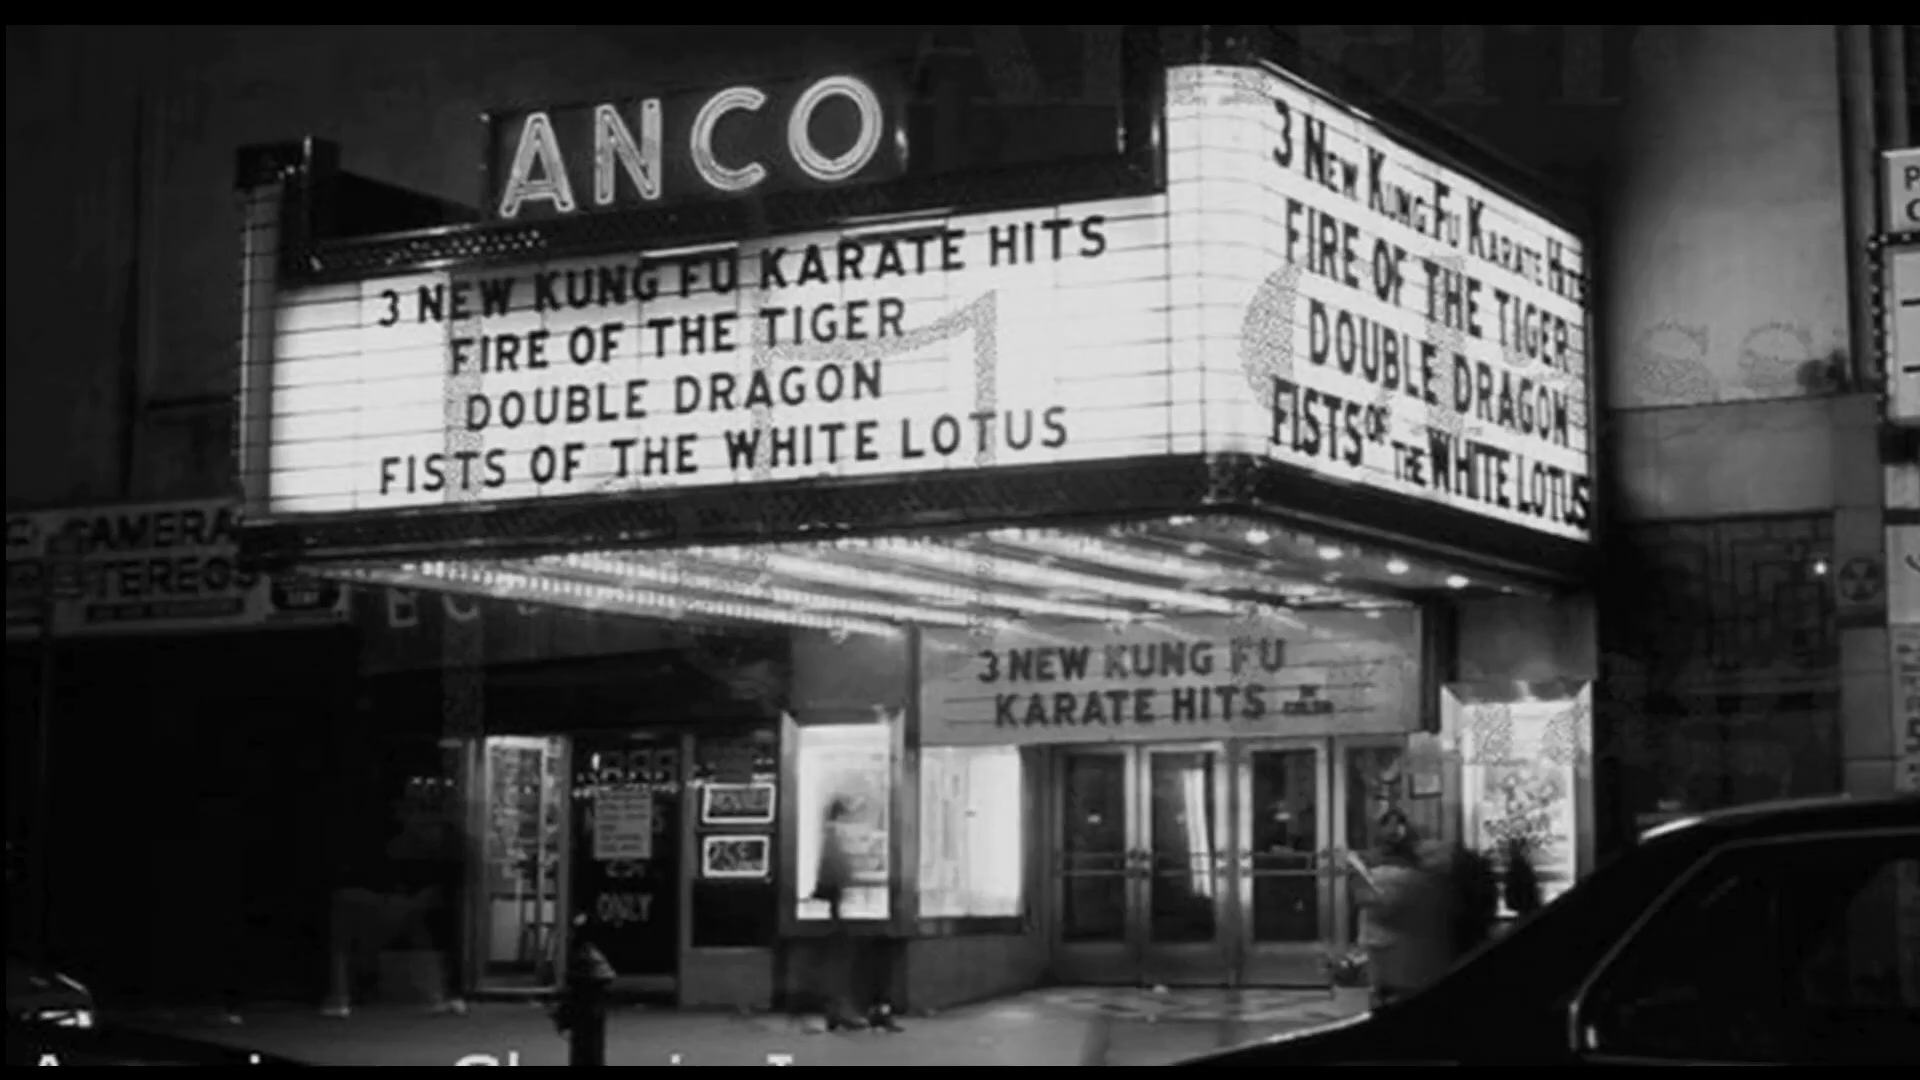 ANCO
3 NEW KUNG FU KARATE HITS
FIRE OF THE TIGER
DOUBLE DRAGON
FISTS OF THE WHITE LOTUS
3 NEW KUNG FU KARATE HITS
FIRE OF THE TIGER
DOUBLE DRAGON
FISTS OF THE WHITE LOTUS
CAMERA
STEREOS
3 NEW KUNG FU
KARATE HITS
ONLY